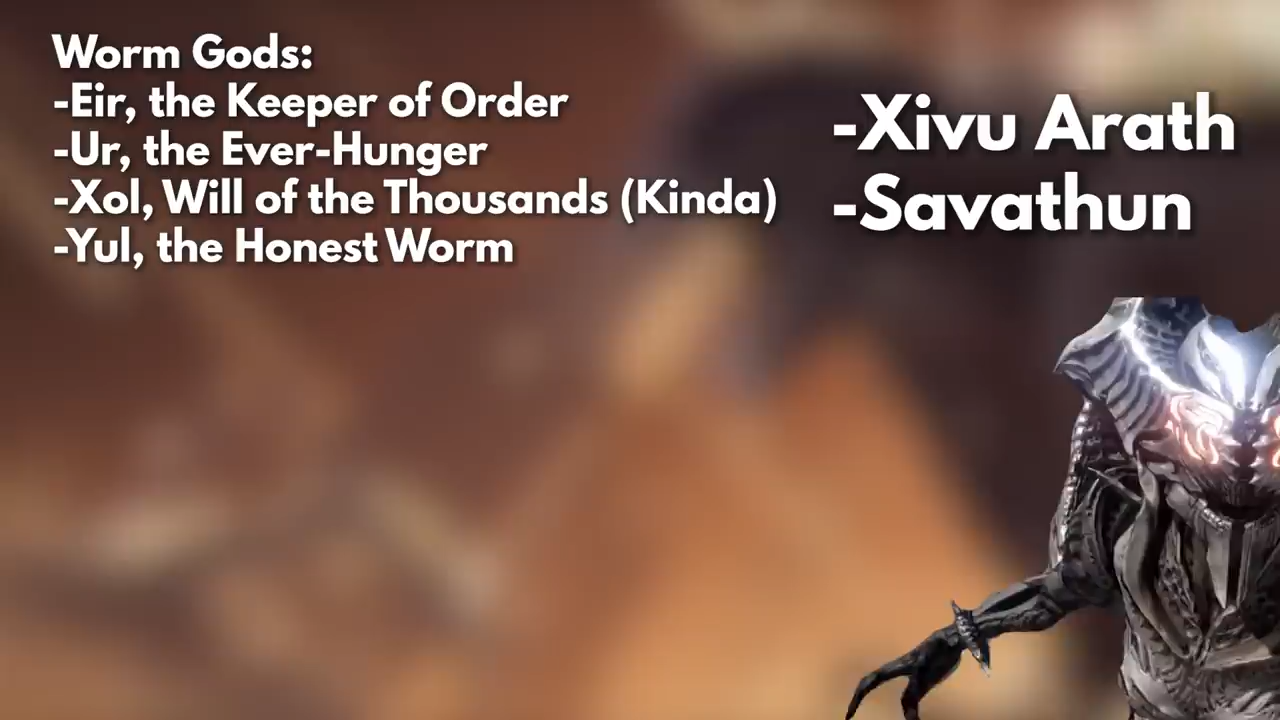 Worm Gods:
-Eir, the Keeper of Order
-Ur, the Ever-Hunger
-Xol, Will of the Thousands (Kinda)
-Yul, the Honest Worm
-Xivu Arath
-Savathun